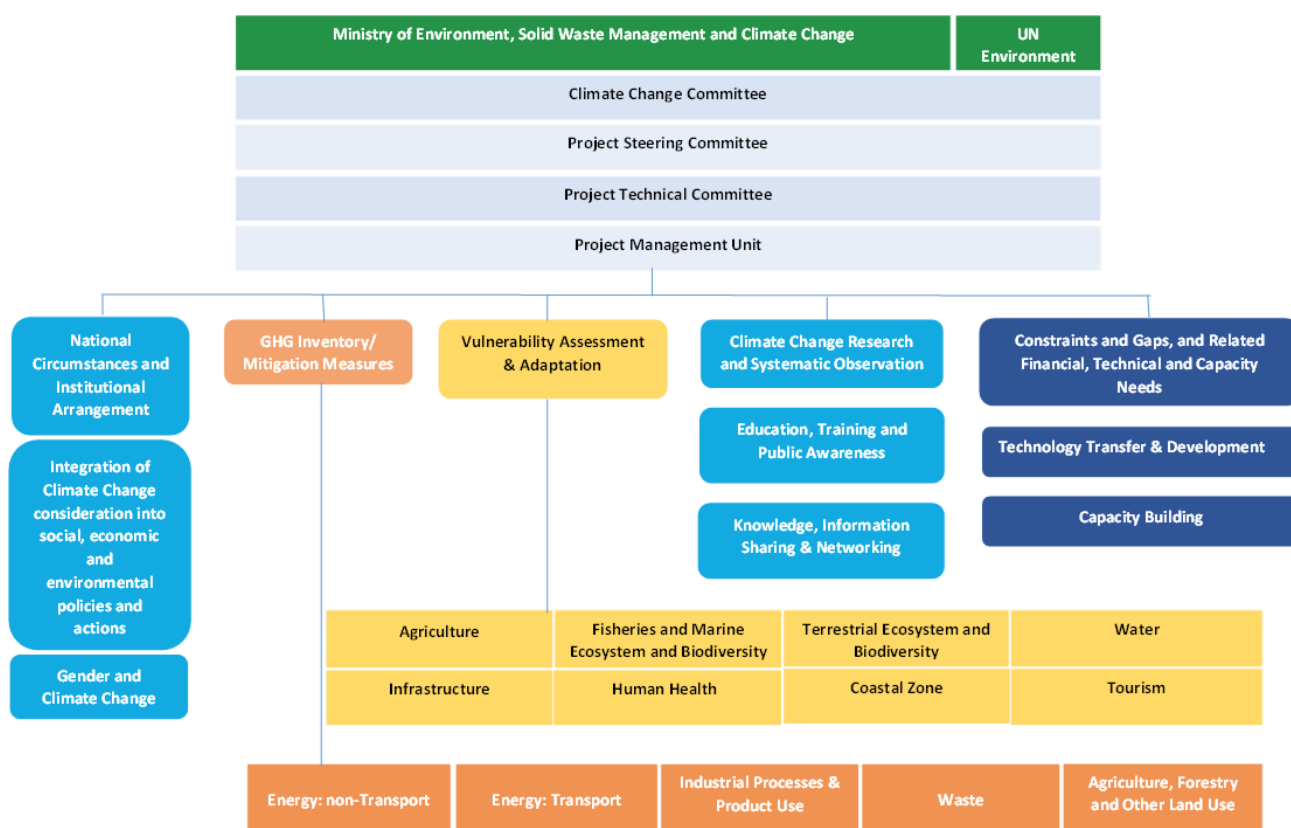 Ministry of Environment, Solid Waste Management and Climate Change
UN
Environment
Climate Change Committee
Project Steering Committee
Project Technical Committee
Project Management Unit
National
Circumstances and
Institutional
Arrangement
GHG Inventory/
Mitigation Measures
Vulnerability Assessment
& Adaptation
Climate Change Research
and Systematic Observation
Constraints and Gaps, and Related
Financial, Technical and Capacity
Needs
Integration of
Climate Change
consideration into
social, economic
and
environmental
policies and
actions
Education, Training and
Public Awareness
Technology Transfer & Development
Knowledge, Information
Sharing & Networking
Capacity Building
Gender and
Climate Change
Agriculture
Fisheries and Marine
Ecosystem and Biodiversity
Terrestrial Ecosystem and
Biodiversity
Water
Infrastructure
Human Health
Coastal Zone
Tourism
Energy: non-Transport
Energy: Transport
Industrial Processes &
Product Use
Waste
Agriculture, Forestry
and Other Land Use